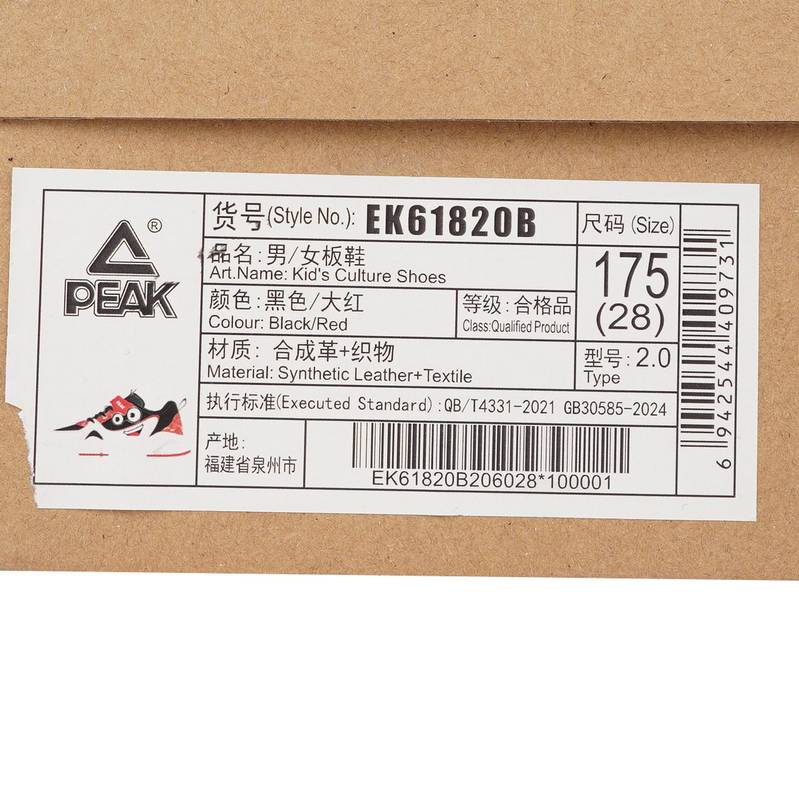 PEAK®
货号(Style No.): EK61820B
尺码 (Size)
品名: 男/女板鞋
Art.Name: Kid's Culture Shoes
175
(28)
颜色: 黑色/大红
Colour: Black/Red
等级: 合格品
Class:Qualified Product
材质: 合成革+织物
Material: Synthetic Leather+Textile
型号: 2.0
Type
执行标准(Executed Standard):QB/T4331-2021 GB30585-2024
产地:
福建省泉州市
EK61820B206028*100001
6 942544 409731